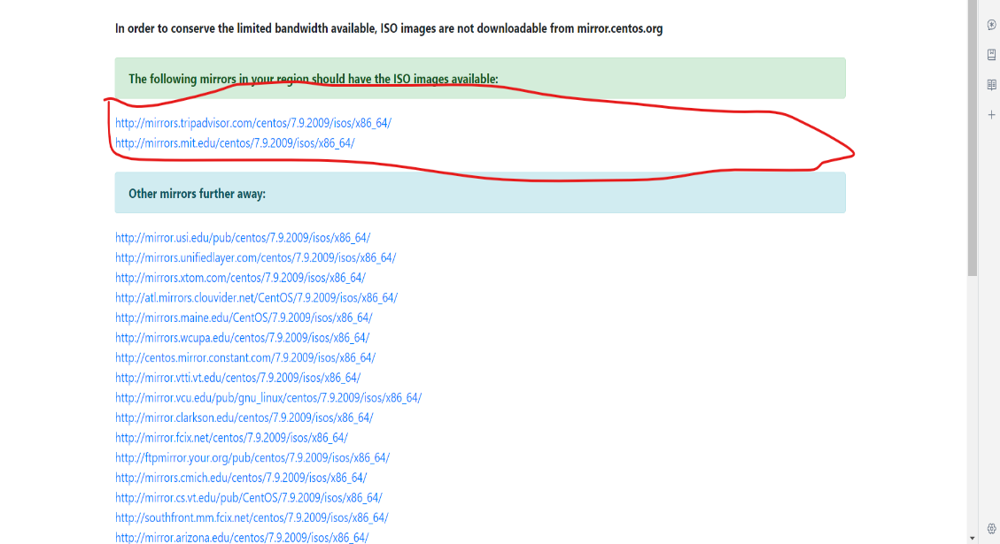 In order to conserve the limited bandwidth available, ISO images are not downloadable from mirror.centos.org
The following mirrors in your region should have the ISO images available:
http://mirrors.tripadvisor.com/centos/7.9.2009/isos/x86_64/
http://mirrors.mit.edu/centos/7.9.2009/isos/x86_64/
Other mirrors further away:
http://mirror.usi.edu/pub/centos/7.9.2009/isos/x86_64/
http://mirrors.unifiedlayer.com/centos/7.9.2009/isos/x86_64/
http://mirrors.xtom.com/centos/7.9.2009/isos/x86_64/
http://atl.mirrors.clouvider.net/CentOS/7.9.2009/isos/x86_64/
http://mirrors.maine.edu/CentOS/7.9.2009/isos/x86_64/
http://mirrors.wcupa.edu/centos/7.9.2009/isos/x86_64/
http://centos.mirror.constant.com/7.9.2009/isos/x86_64/
http://mirror.vtti.vt.edu/centos/7.9.2009/isos/x86_64/
http://mirror.vcu.edu/pub/gnu_linux/centos/7.9.2009/isos/x86_64/
http://mirror.clarkson.edu/centos/7.9.2009/isos/x86_64/
http://mirror.fcix.net/centos/7.9.2009/isos/x86_64/
http://ftpmirror.your.org/pub/centos/7.9.2009/isos/x86_64/
http://mirrors.cmich.edu/centos/7.9.2009/isos/x86_64/
http://mirror.cs.vt.edu/pub/CentOS/7.9.2009/isos/x86_64/
http://southfront.mm.fcix.net/centos/7.9.2009/isos/x86_64/
http://mirror.arizona.edu/centos/7.9.2009/isos/x86_64/